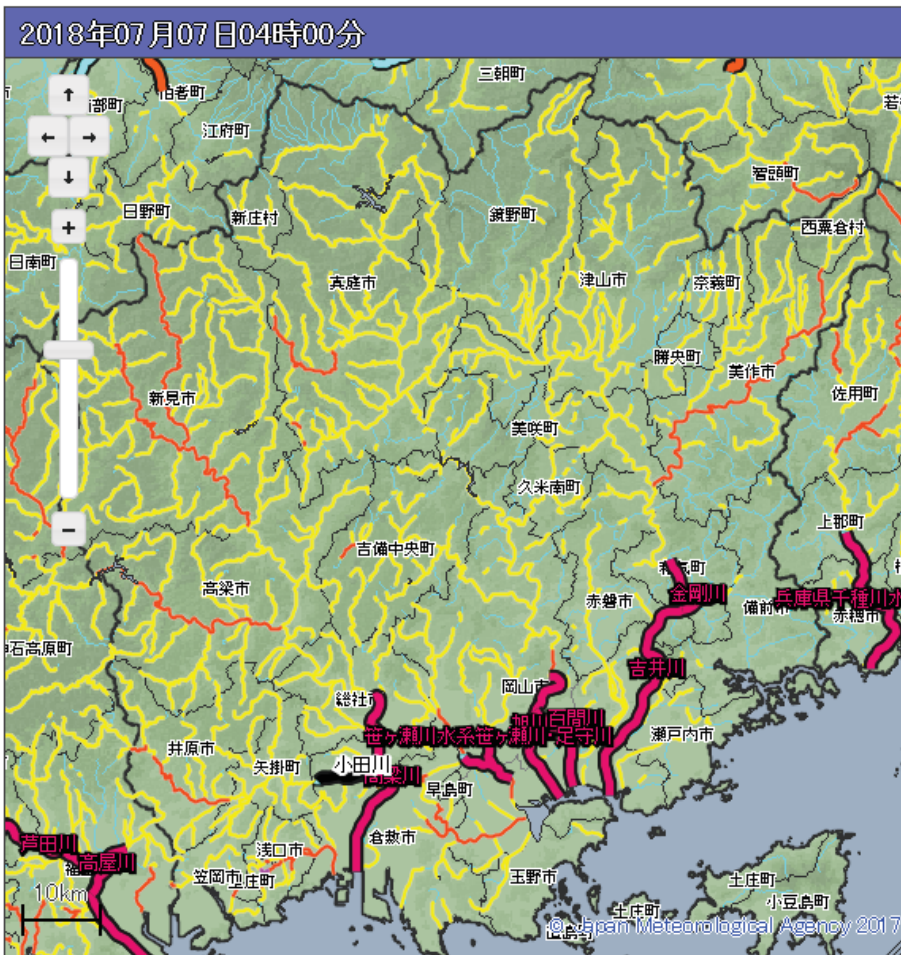 2018年07月07日04時00分
三朝町
伯耆町
江府町
智頭町
日野町
新庄村
鏡野町
西粟倉村
日南町
真庭市
津山市
奈義町
勝央町
美作市
新見市
佐用町
美咲町
久米南町
上郡町
吉備中央町
高梁市
和気町
金剛川
赤磐市
備前市
兵庫県千種川水
赤穂市
神石高原町
吉井川
総社市
岡山市
旭川
百間川
笹ヶ瀬川水系笹ヶ瀬川・足守川
瀬戸内市
井原市
矢掛町
小田川
高梁川
早島町
倉敷市
芦田川
高屋川
浅口市
笠岡市
里庄町
玉野市
土庄町
小豆島町
土庄町
10km
© Japan Meteorological Agency 2017